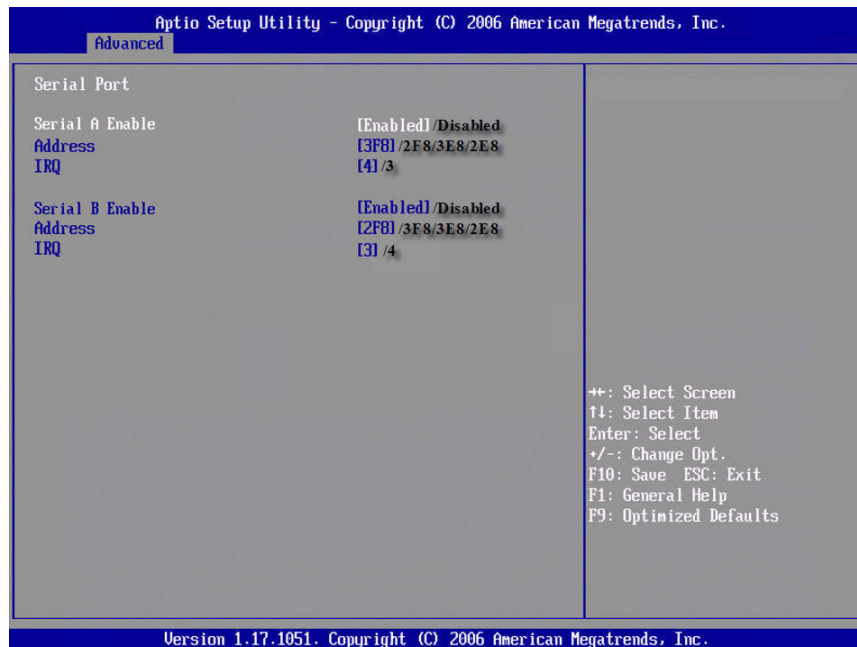 Aptio Setup Utility - Copyright (C) 2006 American Megatrends, Inc.
Advanced
Serial Port
Serial A Enable [Enabled]/Disabled
Address [3F8]/2F8/3E8/2E8
IRQ [4]/3
Serial B Enable [Enabled]/Disabled
Address [2F8]/3F8/3E8/2E8
IRQ [3] /4
→←: Select Screen
↑↓: Select Item
Enter: Select
+/-: Change Opt.
F10: Save ESC: Exit
F1: General Help
F9: Optimized Defaults
Version 1.17.1051. Copyright (C) 2006 American Megatrends, Inc.